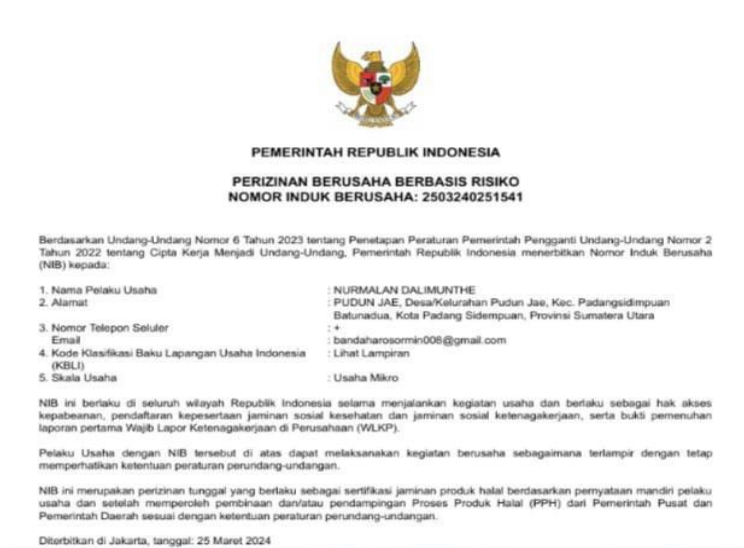 PEMERINTAH REPUBLIK INDONESIA
PERIZINAN BERUSAHA BERBASIS RISIKO
NOMOR INDUK BERUSAHA: 2503240251541
Berdasarkan Undang-Undang Nomor 6 Tahun 2023 tentang Penetapan Peraturan Pemerintah Pengganti Undang-Undang Nomor 2
Tahun 2022 tentang Cipta Kerja Menjadi Undang-Undang, Pemerintah Republik Indonesia menerbitkan Nomor Induk Berusaha
(NIB) kepada:
1. Nama Pelaku Usaha : NURMALAN DALIMUNTHE
2. Alamat : PUDUN JAE, Desa/Kelurahan Pudun Jae, Kec. Padangsidimpuan
Batunadua, Kota Padang Sidempuan, Provinsi Sumatera Utara
3. Nomor Telepon Seluler : +
Email : bandaharosormin008@gmail.com
4. Kode Klasifikasi Baku Lapangan Usaha Indonesia : Lihat Lampiran
(KBLI)
5. Skala Usaha : Usaha Mikro
NIB ini berlaku di seluruh wilayah Republik Indonesia selama menjalankan kegiatan usaha dan berlaku sebagai hak akses
kepabeanan, pendaftaran kepesertaan jaminan sosial kesehatan dan jaminan sosial ketenagakerjaan, serta bukti pemenuhan
laporan pertama Wajib Lapor Ketenagakerjaan di Perusahaan (WLKP).
Pelaku Usaha dengan NIB tersebut di atas dapat melaksanakan kegiatan berusaha sebagaimana terlampir dengan tetap
memperhatikan ketentuan peraturan perundang-undangan.
NIB ini merupakan perizinan tunggal yang berlaku sebagai sertifikasi jaminan produk halal berdasarkan pernyataan mandiri pelaku
usaha dan setelah memperoleh pembinaan dan/atau pendampingan Proses Produk Halal (PPH) dari Pemerintah Pusat dan
Pemerintah Daerah sesuai dengan ketentuan peraturan perundang-undangan.
Diterbitkan di Jakarta, tanggal: 25 Maret 2024